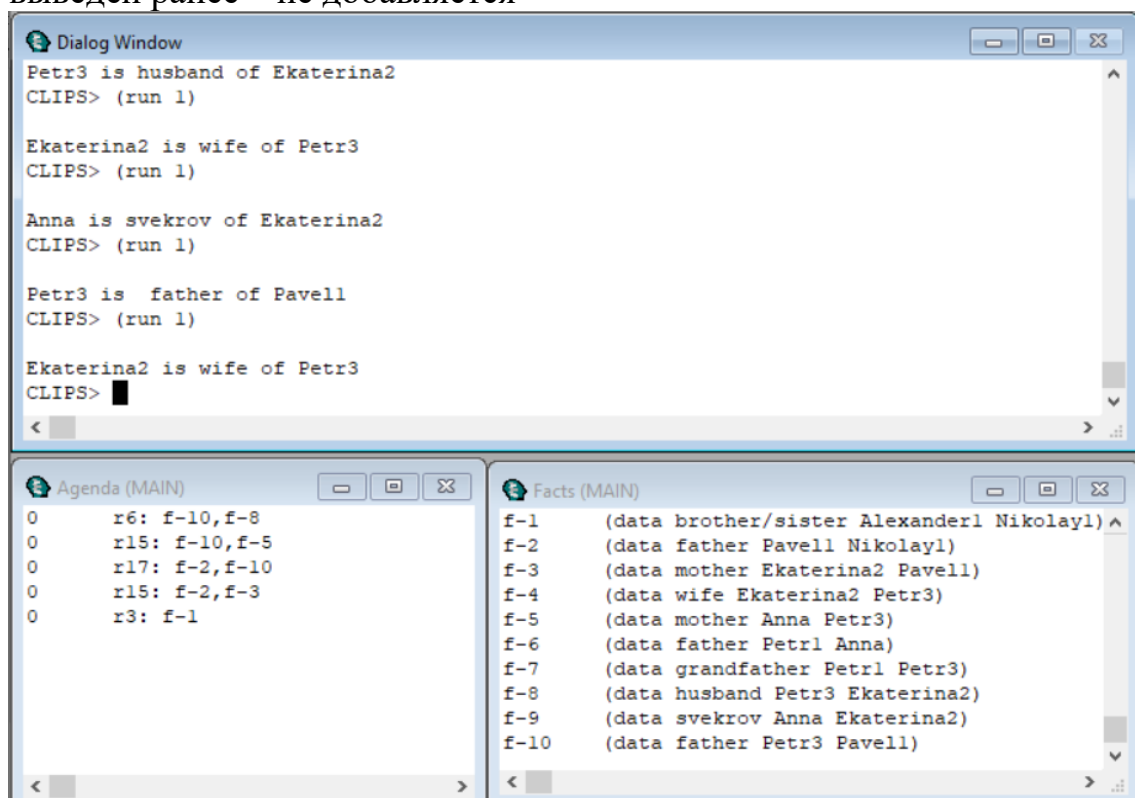 выведен ранее – не добавляется
Dialog Window
Petr3 is husband of Ekaterina2
CLIPS> (run 1)
Ekaterina2 is wife of Petr3
CLIPS> (run 1)
Anna is svekrov of Ekaterina2
CLIPS> (run 1)
Petr3 is  father of Pavel1
CLIPS> (run 1)
Ekaterina2 is wife of Petr3
CLIPS>
Agenda (MAIN)
0 r6: f-10,f-8
0 r15: f-10,f-5
0 r17: f-2,f-10
0 r15: f-2,f-3
0 r3: f-1
Facts (MAIN)
f-1 (data brother/sister Alexander1 Nikolay1)
f-2 (data father Pavel1 Nikolay1)
f-3 (data mother Ekaterina2 Pavel1)
f-4 (data wife Ekaterina2 Petr3)
f-5 (data mother Anna Petr3)
f-6 (data father Petr1 Anna)
f-7 (data grandfather Petr1 Petr3)
f-8 (data husband Petr3 Ekaterina2)
f-9 (data svekrov Anna Ekaterina2)
f-10 (data father Petr3 Pavel1)